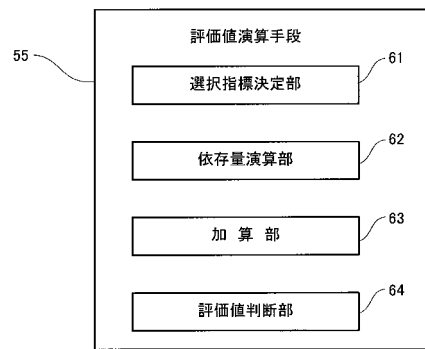 評価値演算手段
55
選択指標決定部
61
依存量演算部
62
加 算 部
63
評価値判断部
64